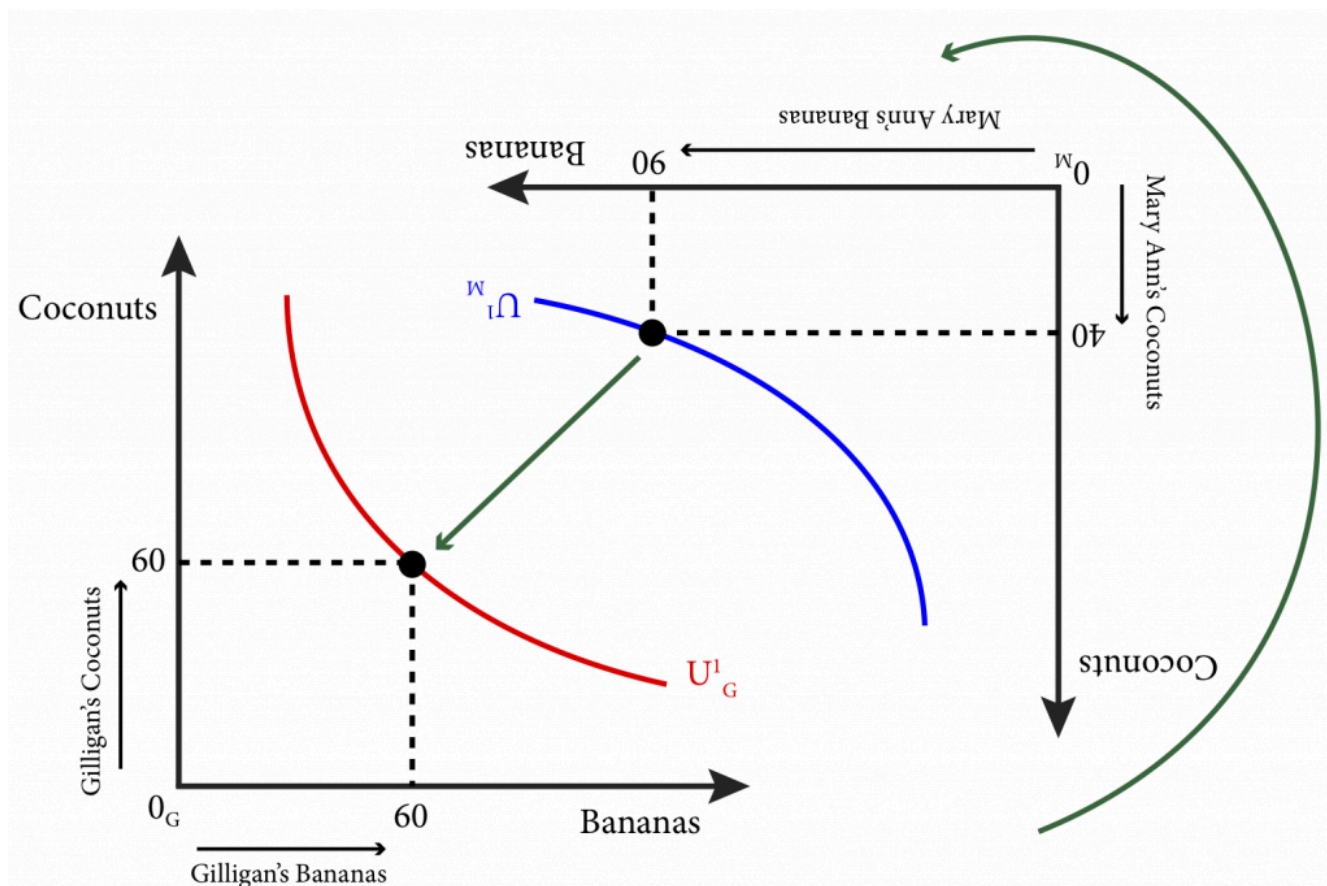 Mary Ann's Bananas
Bananas
90
0M
Mary Ann's Coconuts
Coconuts
U¹M
40
60
Gilligan's Coconuts
U¹G
Coconuts
0G
60
Bananas
Gilligan's Bananas